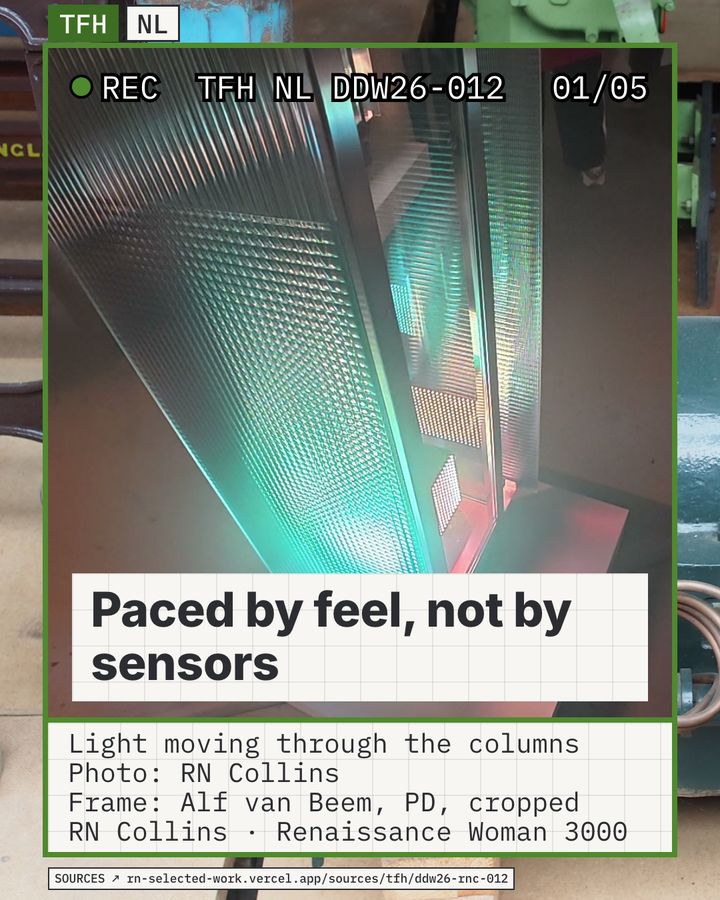 TFH NL
REC TFH NL DDW26-012 01/05
NGL
Paced by feel, not by
sensors
Light moving through the columns
Photo: RN Collins
Frame: Alf van Beem, PD, cropped
RN Collins · Renaissance Woman 3000
SOURCES ↗ rn-selected-work.vercel.app/sources/tfh/ddw26-rnc-012